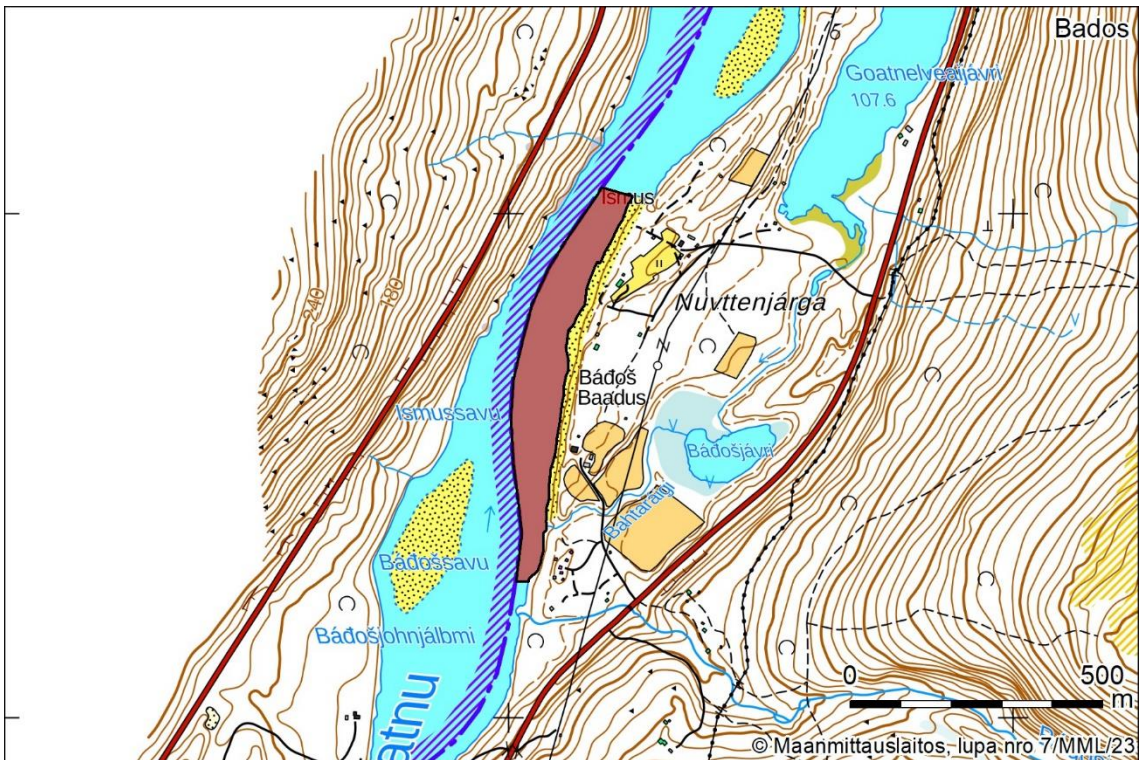 Bados
Goatnelveaijávri
107.6
Ismus
240
180
Nuvttenjárga
Báđoš
Baadus
Ismussavu
Báđošjávri
Bahtarájgi
Báđošsavu
Báđošjohnjálbmi
atnu
0 500
m
© Maanmittauslaitos, lupa nro 7/MML/23